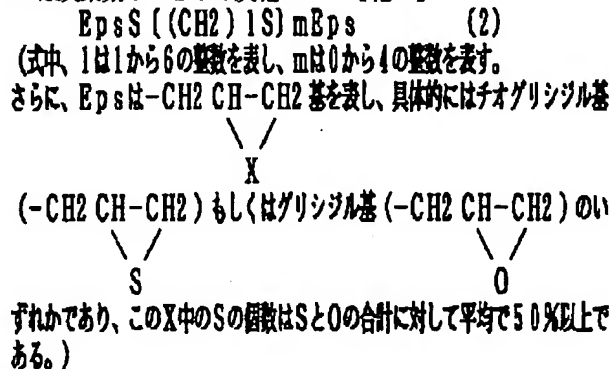 EpsS〔(CH2)lS〕mEps (2)
(式中、lは1から6の整数を表し、mは0から4の整数を表す。
さらに、Epsは-CH2 CH-CH2 基を表し、具体的にはチオグリシジル基
\ /
X
(-CH2 CH-CH2) もしくはグリシジル基 (-CH2 CH-CH2) のい
\ / \ /
S O
ずれかであり、このX中のSの個数はSとOの合計に対して平均で50%以上で
ある。)